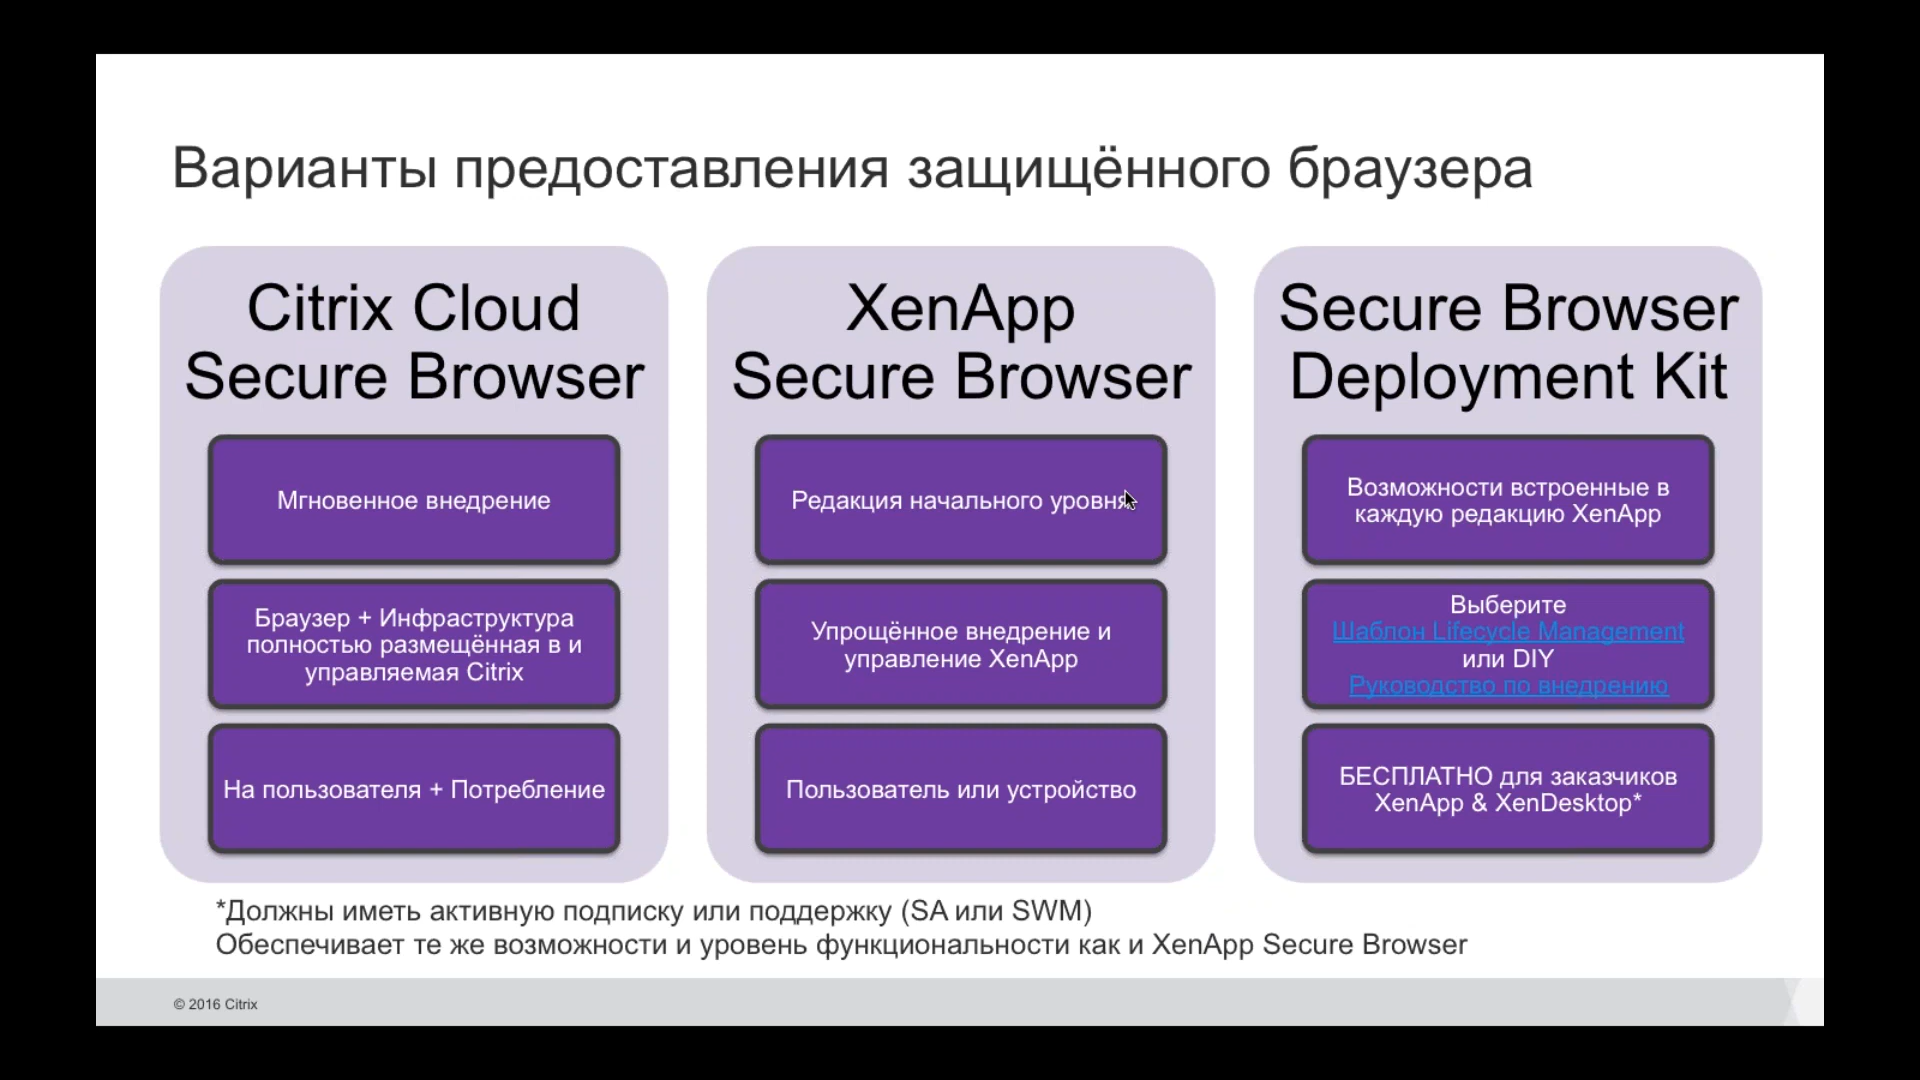 Варианты предоставления защищённого браузера
Citrix Cloud
Secure Browser
Мгновенное внедрение
Браузер + Инфраструктура
полностью размещённая в и
управляемая Citrix
На пользователя + Потребление
XenApp
Secure Browser
Редакция начального уровня
Упрощённое внедрение и
управление XenApp
Пользователь или устройство
Secure Browser
Deployment Kit
Возможности встроенные в
каждую редакцию XenApp
Выберите
Шаблон Lifecycle Management
или DIY
Руководство по внедрению
БЕСПЛАТНО для заказчиков
XenApp & XenDesktop*
*Должны иметь активную подписку или поддержку (SA или SWM)
Обеспечивает те же возможности и уровень функциональности как и XenApp Secure Browser
© 2016 Citrix